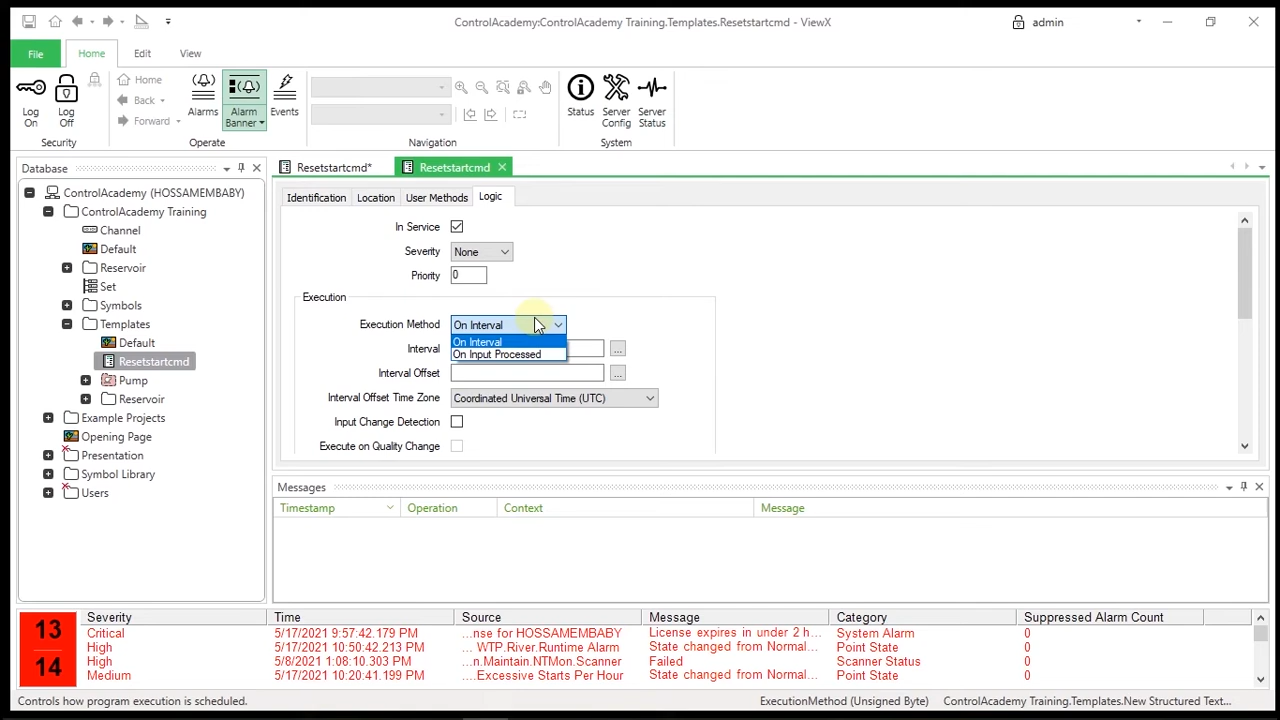 ControlAcademy:ControlAcademy Training.Templates.Resetstartcmd - ViewX
admin
File
Home
Edit
View
Log On
Log Off
Security
Home
Back
Forward
Alarms
Alarm Banner
Events
Operate
Navigation
Status
Server Config
Server Status
System
Database
ControlAcademy (HOSSAMEMBABY)
ControlAcademy Training
Channel
Default
Reservoir
Set
Symbols
Templates
Default
Resetstartcmd
Pump
Reservoir
Example Projects
Opening Page
Presentation
Symbol Library
Users
Resetstartcmd*
Resetstartcmd
Identification
Location
User Methods
Logic
In Service
Severity
None
Priority
0
Execution
Execution Method
On Interval
On Interval
On Input Processed
Interval
...
Interval Offset
...
Interval Offset Time Zone
Coordinated Universal Time (UTC)
Input Change Detection
Execute on Quality Change
Messages
Timestamp
Operation
Context
Message
13
14
Severity
Time
Source
Message
Category
Suppressed Alarm Count
Critical 5/17/2021 9:57:42.179 PM ...nse for HOSSAMEMBABY License expires in under 2 h... System Alarm 0
High 5/17/2021 10:20:41.199 PM ... WTP.River.Runtime Alarm State changed from Normal... Point State 0
High 5/8/2021 1:08:10.303 PM ...n.Maintain.NTMon.Scanner Failed Scanner Status 0
Medium 5/17/2021 10:20:41.199 PM ....Excessive Starts Per Hour State changed from Normal... Point State 0
Controls how program execution is scheduled.
ExecutionMethod (Unsigned Byte)
ControlAcademy Training.Templates.New Structured Text...